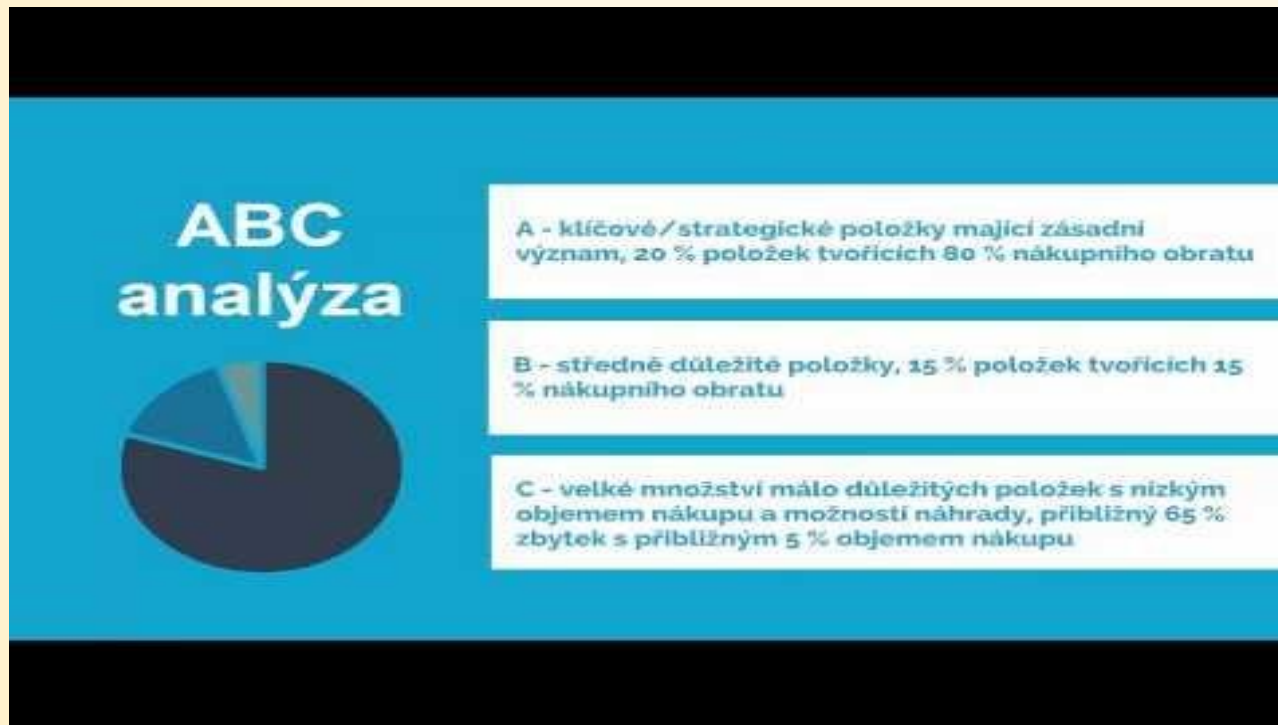 ABC
analýza
A - klíčové/strategické položky mající zásadní
význam, 20 % položek tvořících 80 % nákupního obratu
B - středně důležité položky, 15 % položek tvořících 15
% nákupního obratu
C - velké množství málo důležitých položek s nízkým
objemem nákupu a možností náhrady, přibližný 65 %
zbytek s přibližným 5 % objemem nákupu